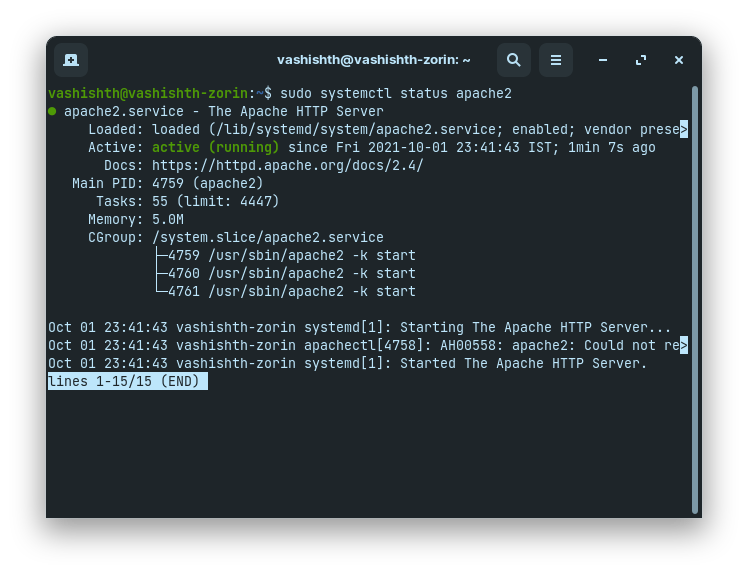 vashishth@vashishth-zorin: ~
vashishth@vashishth-zorin:~$ sudo systemctl status apache2
● apache2.service - The Apache HTTP Server
     Loaded: loaded (/lib/systemd/system/apache2.service; enabled; vendor prese>
     Active: active (running) since Fri 2021-10-01 23:41:43 IST; 1min 7s ago
       Docs: https://httpd.apache.org/docs/2.4/
   Main PID: 4759 (apache2)
      Tasks: 55 (limit: 4447)
     Memory: 5.0M
     CGroup: /system.slice/apache2.service
             ├─4759 /usr/sbin/apache2 -k start
             ├─4760 /usr/sbin/apache2 -k start
             └─4761 /usr/sbin/apache2 -k start
Oct 01 23:41:43 vashishth-zorin systemd[1]: Starting The Apache HTTP Server...
Oct 01 23:41:43 vashishth-zorin apachectl[4758]: AH00558: apache2: Could not re>
Oct 01 23:41:43 vashishth-zorin systemd[1]: Started The Apache HTTP Server.
lines 1-15/15 (END)